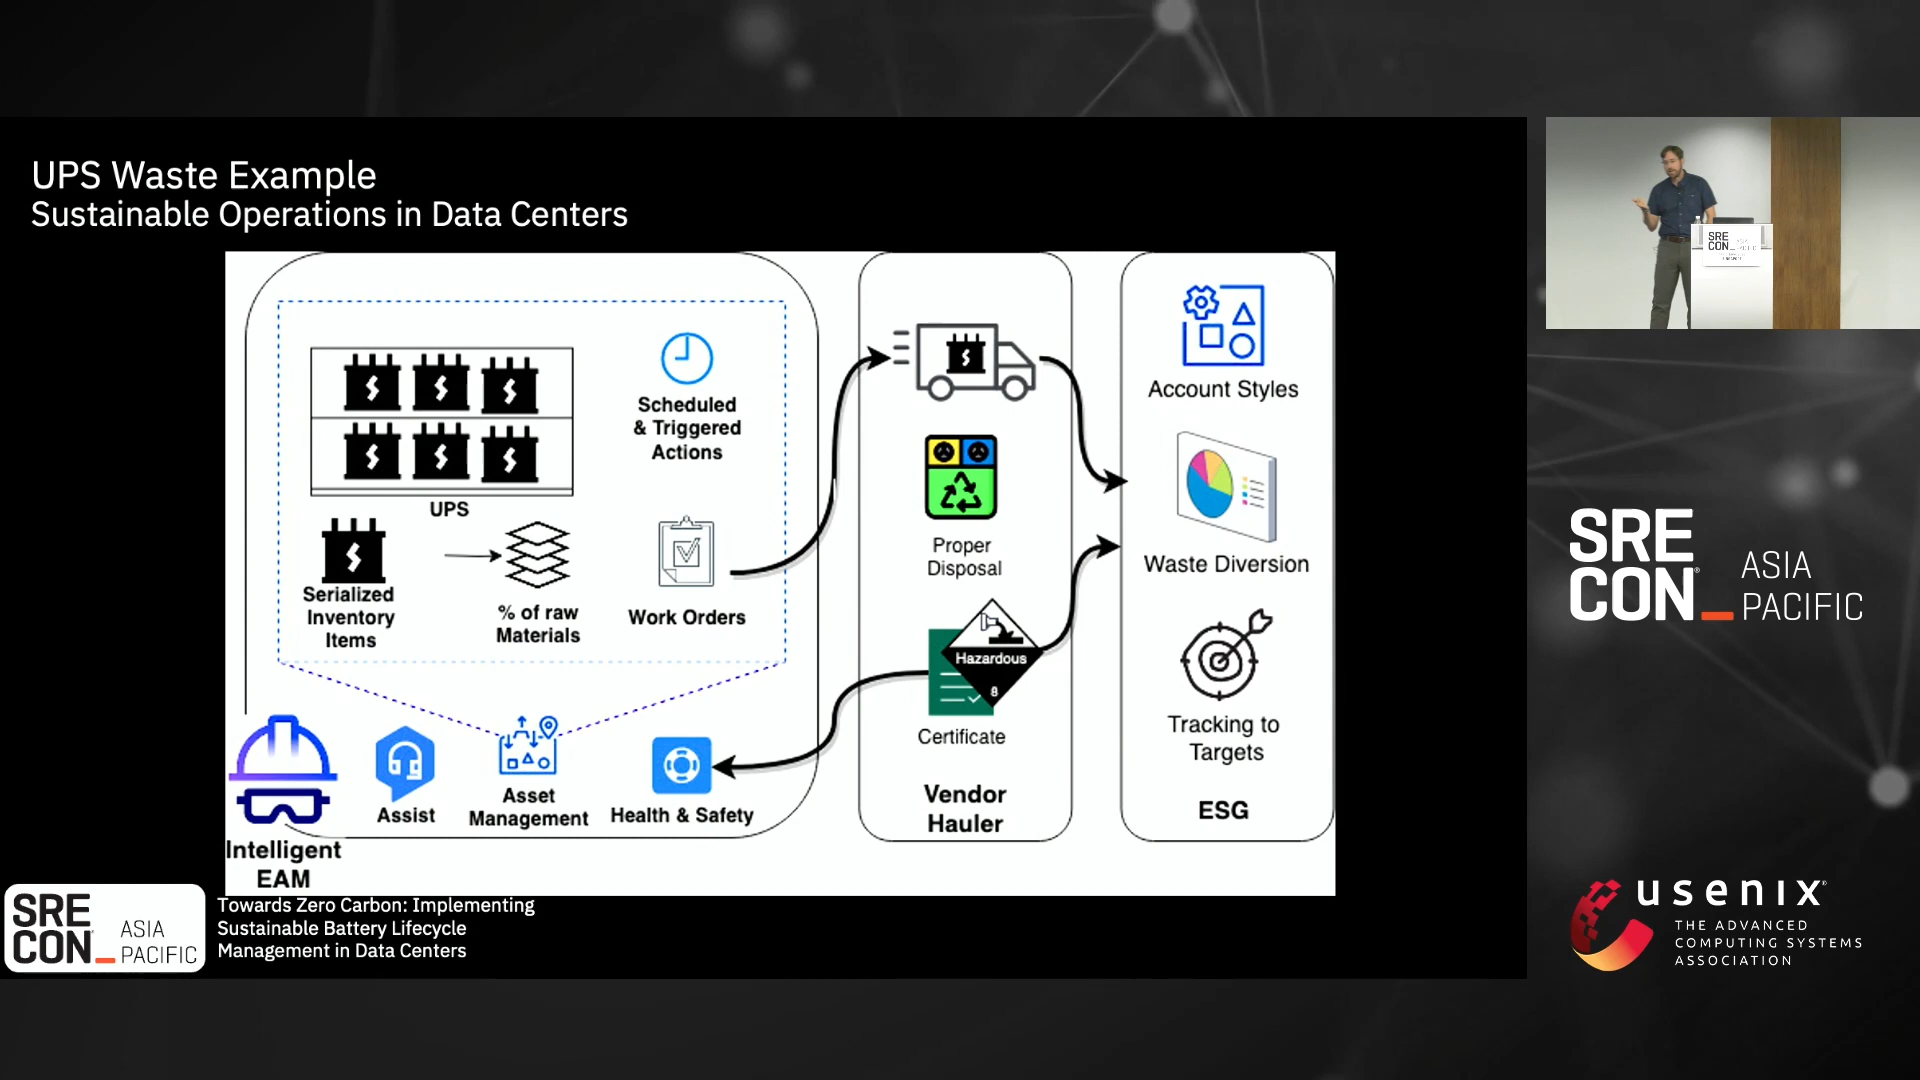 UPS Waste Example
Sustainable Operations in Data Centers
UPS
Scheduled
& Triggered
Actions
Serialized
Inventory
Items
% of raw
Materials
Work Orders
Intelligent
EAM
Assist
Asset
Management
Health & Safety
Proper
Disposal
Hazardous
8
Certificate
Vendor
Hauler
Account Styles
Waste Diversion
Tracking to
Targets
ESG
SRE
CON_ ASIA
PACIFIC
Towards Zero Carbon: Implementing
Sustainable Battery Lifecycle
Management in Data Centers
SRE
CON_
SRE
CON®_ ASIA
PACIFIC
usenix®
THE ADVANCED
COMPUTING SYSTEMS
ASSOCIATION